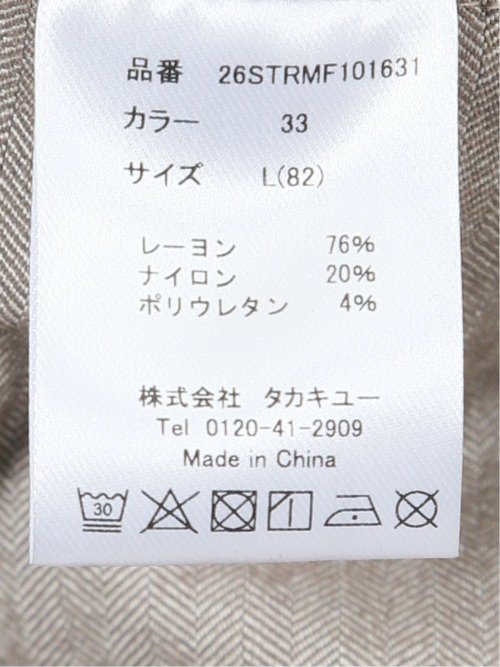 品番 26STRMF101631
カラー 33
サイズ L(82)
レーヨン 76%
ナイロン 20%
ポリウレタン 4%
株式会社 タカキュー
Tel 0120-41-2909
Made in China
30